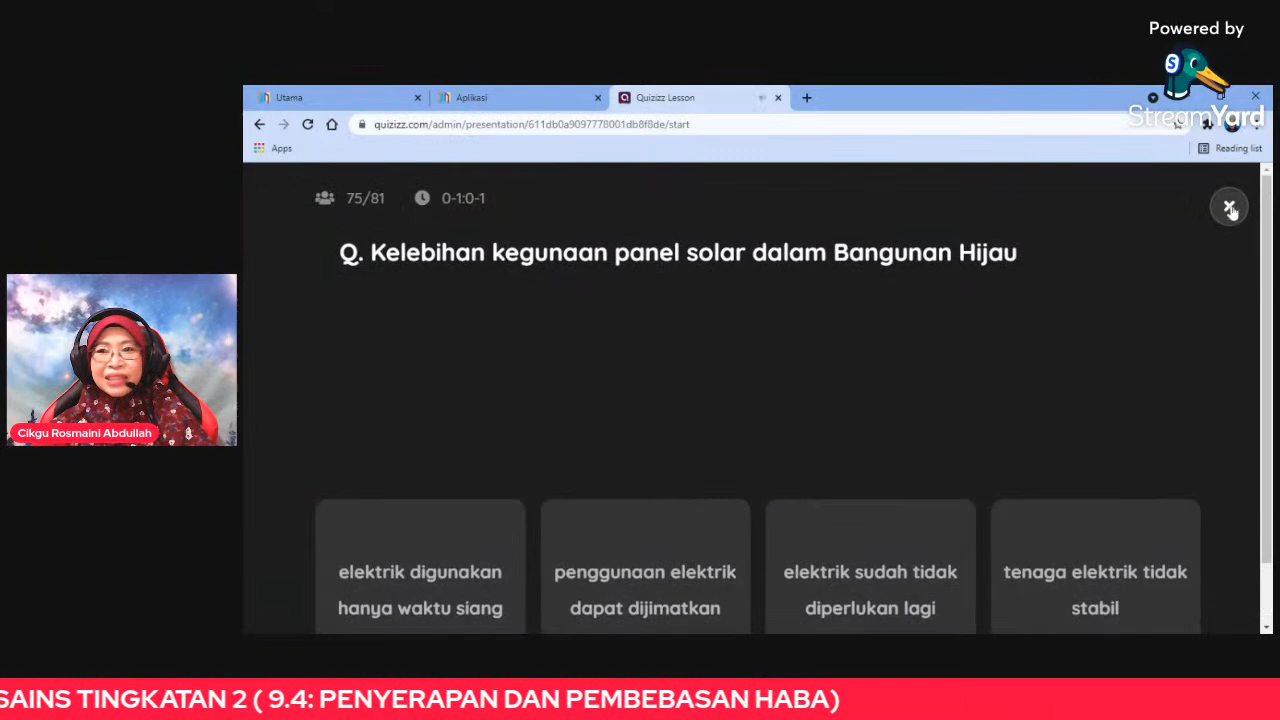 Powered by
StreamYard
Utama
Aplikasi
Quizizz Lesson
quizizz.com/admin/presentation/611db0a9097778001db8f8de/start
Apps
Reading list
75/81
0-1:0-1
Q. Kelebihan kegunaan panel solar dalam Bangunan Hijau
Cikgu Rosmaini Abdullah
elektrik digunakan
hanya waktu siang
penggunaan elektrik
dapat dijimatkan
elektrik sudah tidak
diperlukan lagi
tenaga elektrik tidak
stabil
SAINS TINGKATAN 2 ( 9.4: PENYERAPAN DAN PEMBEBASAN HABA)